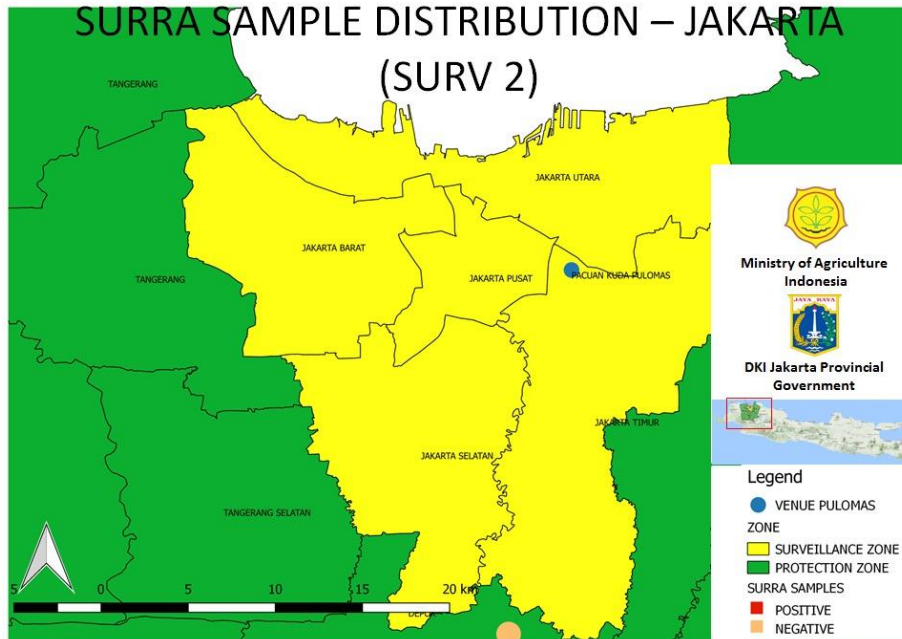 SURRA SAMPLE DISTRIBUTION – JAKARTA
(SURV 2)
TANGERANG
JAKARTA UTARA
JAKARTA BARAT
TANGERANG
JAKARTA PUSAT
PACUAN KUDA PULOMAS
JAKARTA TIMUR
JAKARTA SELATAN
TANGERANG SELATAN
DEPOK
5
0
5
10
15
20 km
JAYA RAYA
Ministry of Agriculture
Indonesia
DKI Jakarta Provincial
Government
Legend
VENUE PULOMAS
ZONE
SURVEILLANCE ZONE
PROTECTION ZONE
SURRA SAMPLES
POSITIVE
NEGATIVE